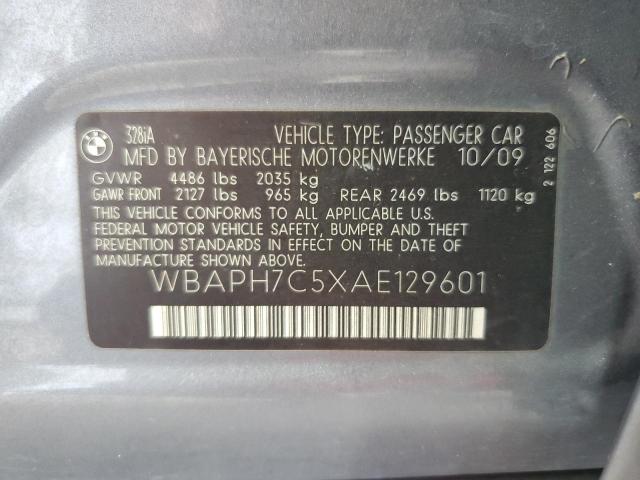 BMW
328iA
VEHICLE TYPE: PASSENGER CAR
MFD BY BAYERISCHE MOTORENWERKE 10/09
GVWR 4486 lbs 2035 kg
GAWR FRONT 2127 lbs 965 kg REAR 2469 lbs 1120 kg
THIS VEHICLE CONFORMS TO ALL APPLICABLE U.S.
FEDERAL MOTOR VEHICLE SAFETY, BUMPER AND THEFT
PREVENTION STANDARDS IN EFFECT ON THE DATE OF
MANUFACTURE SHOWN ABOVE:
WBAPH7C5XAE129601
2 122 606